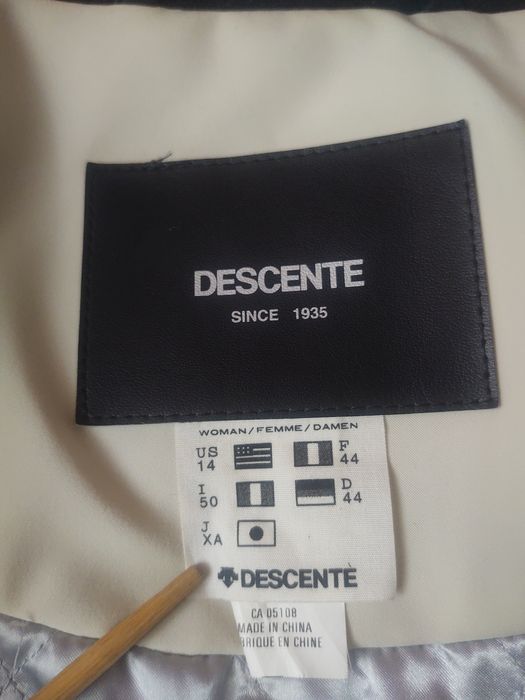 DESCENTE
SINCE 1935
WOMAN/FEMME/DAMEN
US 14 F 44
I 50 D 44
J XA
DESCENTE
CA 05108
MADE IN CHINA
BRIQUE EN CHINE